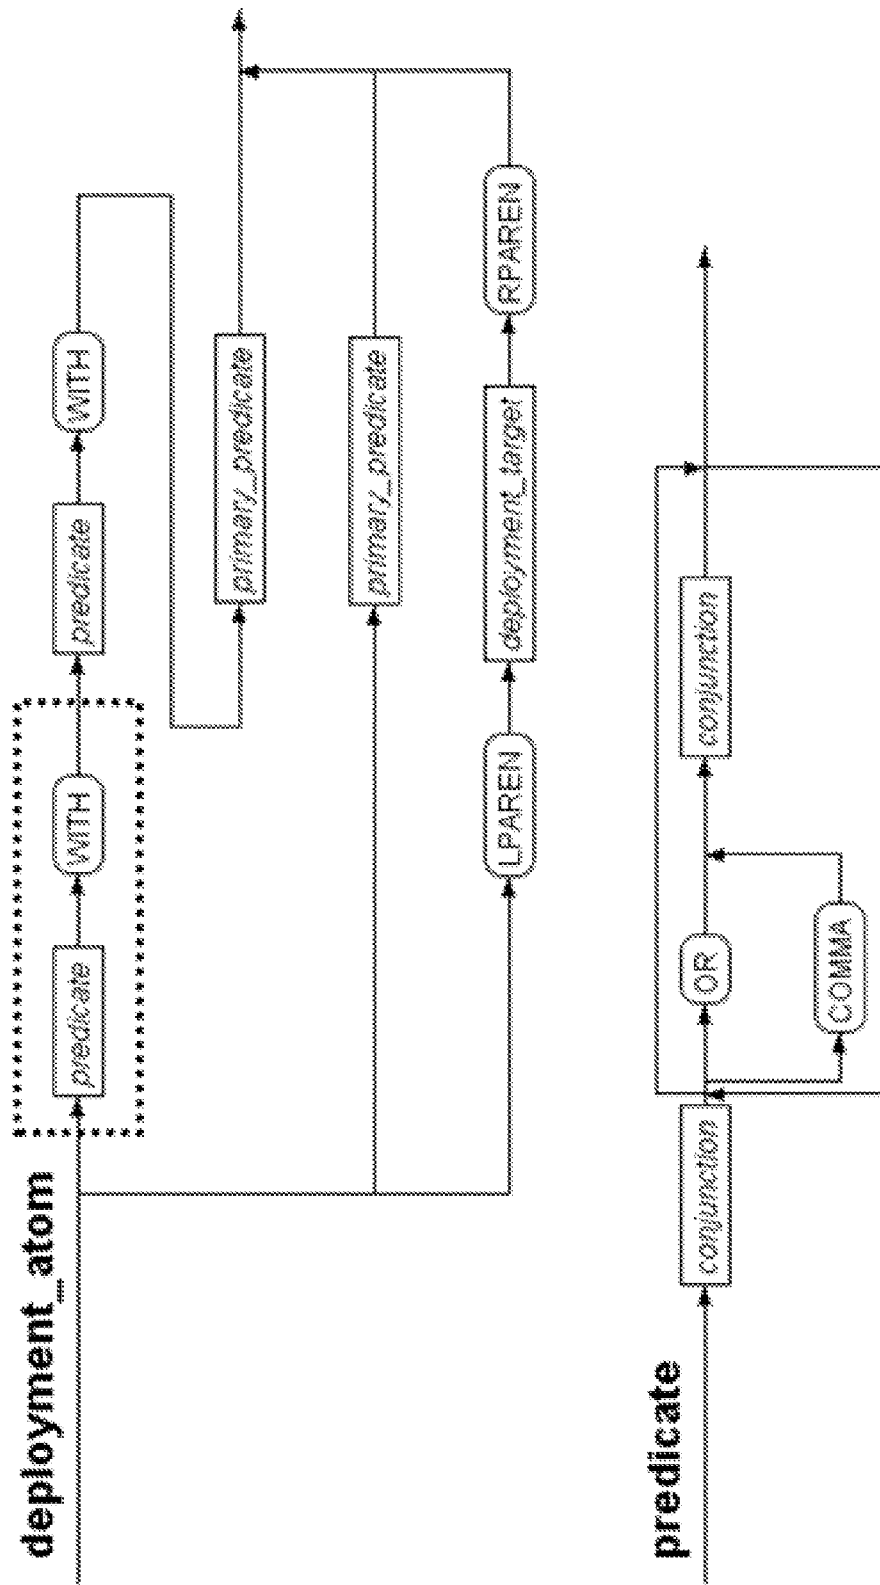 deployment_atom
predicate
WITH
predicate
WITH
primary_predicate
primary_predicate
LPAREN
deployment_target
RPAREN
predicate
conjunction
OR
conjunction
COMMA